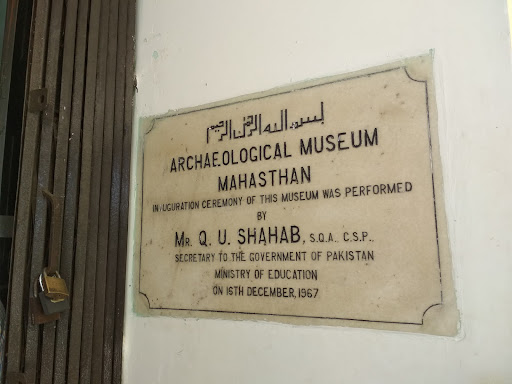 بسم الله الرحمن الرحيم
ARCHAEOLOGICAL MUSEUM
MAHASTHAN
INAUGURATION CEREMONY OF THIS MUSEUM WAS PERFORMED
BY
MR. Q. U. SHAHAB, S.Q.A., C.S.P.,
SECRETARY TO THE GOVERNMENT OF PAKISTAN
MINISTRY OF EDUCATION
ON 16TH DECEMBER, 1967